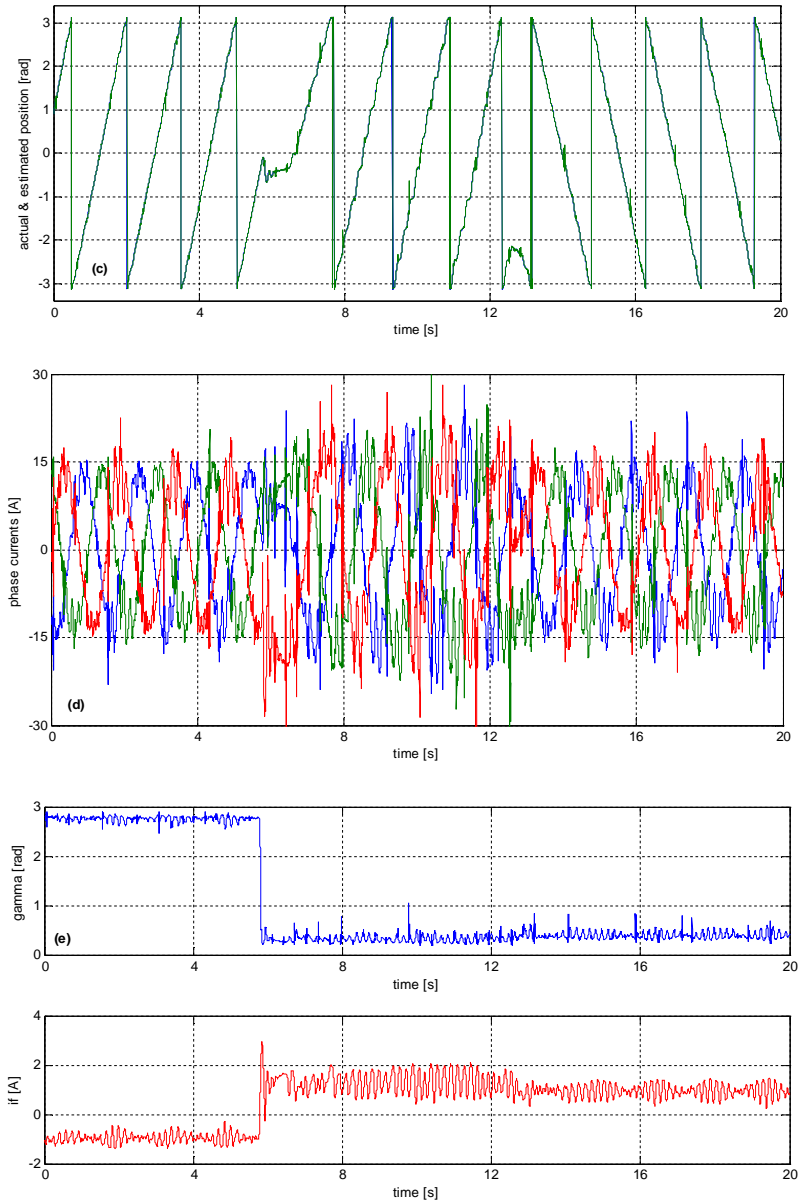 actual & estimated position [rad]
3
2
1
0
-1
-2
-3
(c)
0 4 8 12 16 20
time [s]
phase currents [A]
30
15
0
-15
-30
(d)
0 4 8 12 16 20
time [s]
gamma [rad]
3
2
1
0
(e)
0 4 8 12 16 20
time [s]
if [A]
4
2
0
-2
0 4 8 12 16 20
time [s]